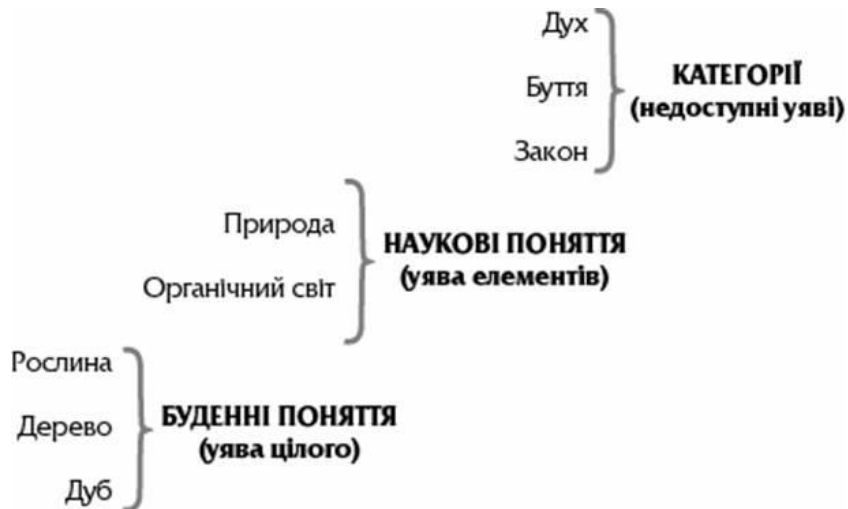 Дух
Буття
Закон
КАТЕГОРІЇ
(недоступні уяві)
Природа
Органічний світ
НАУКОВІ ПОНЯТТЯ
(уява елементів)
Рослина
Дерево
Дуб
БУДЕННІ ПОНЯТТЯ
(уява цілого)